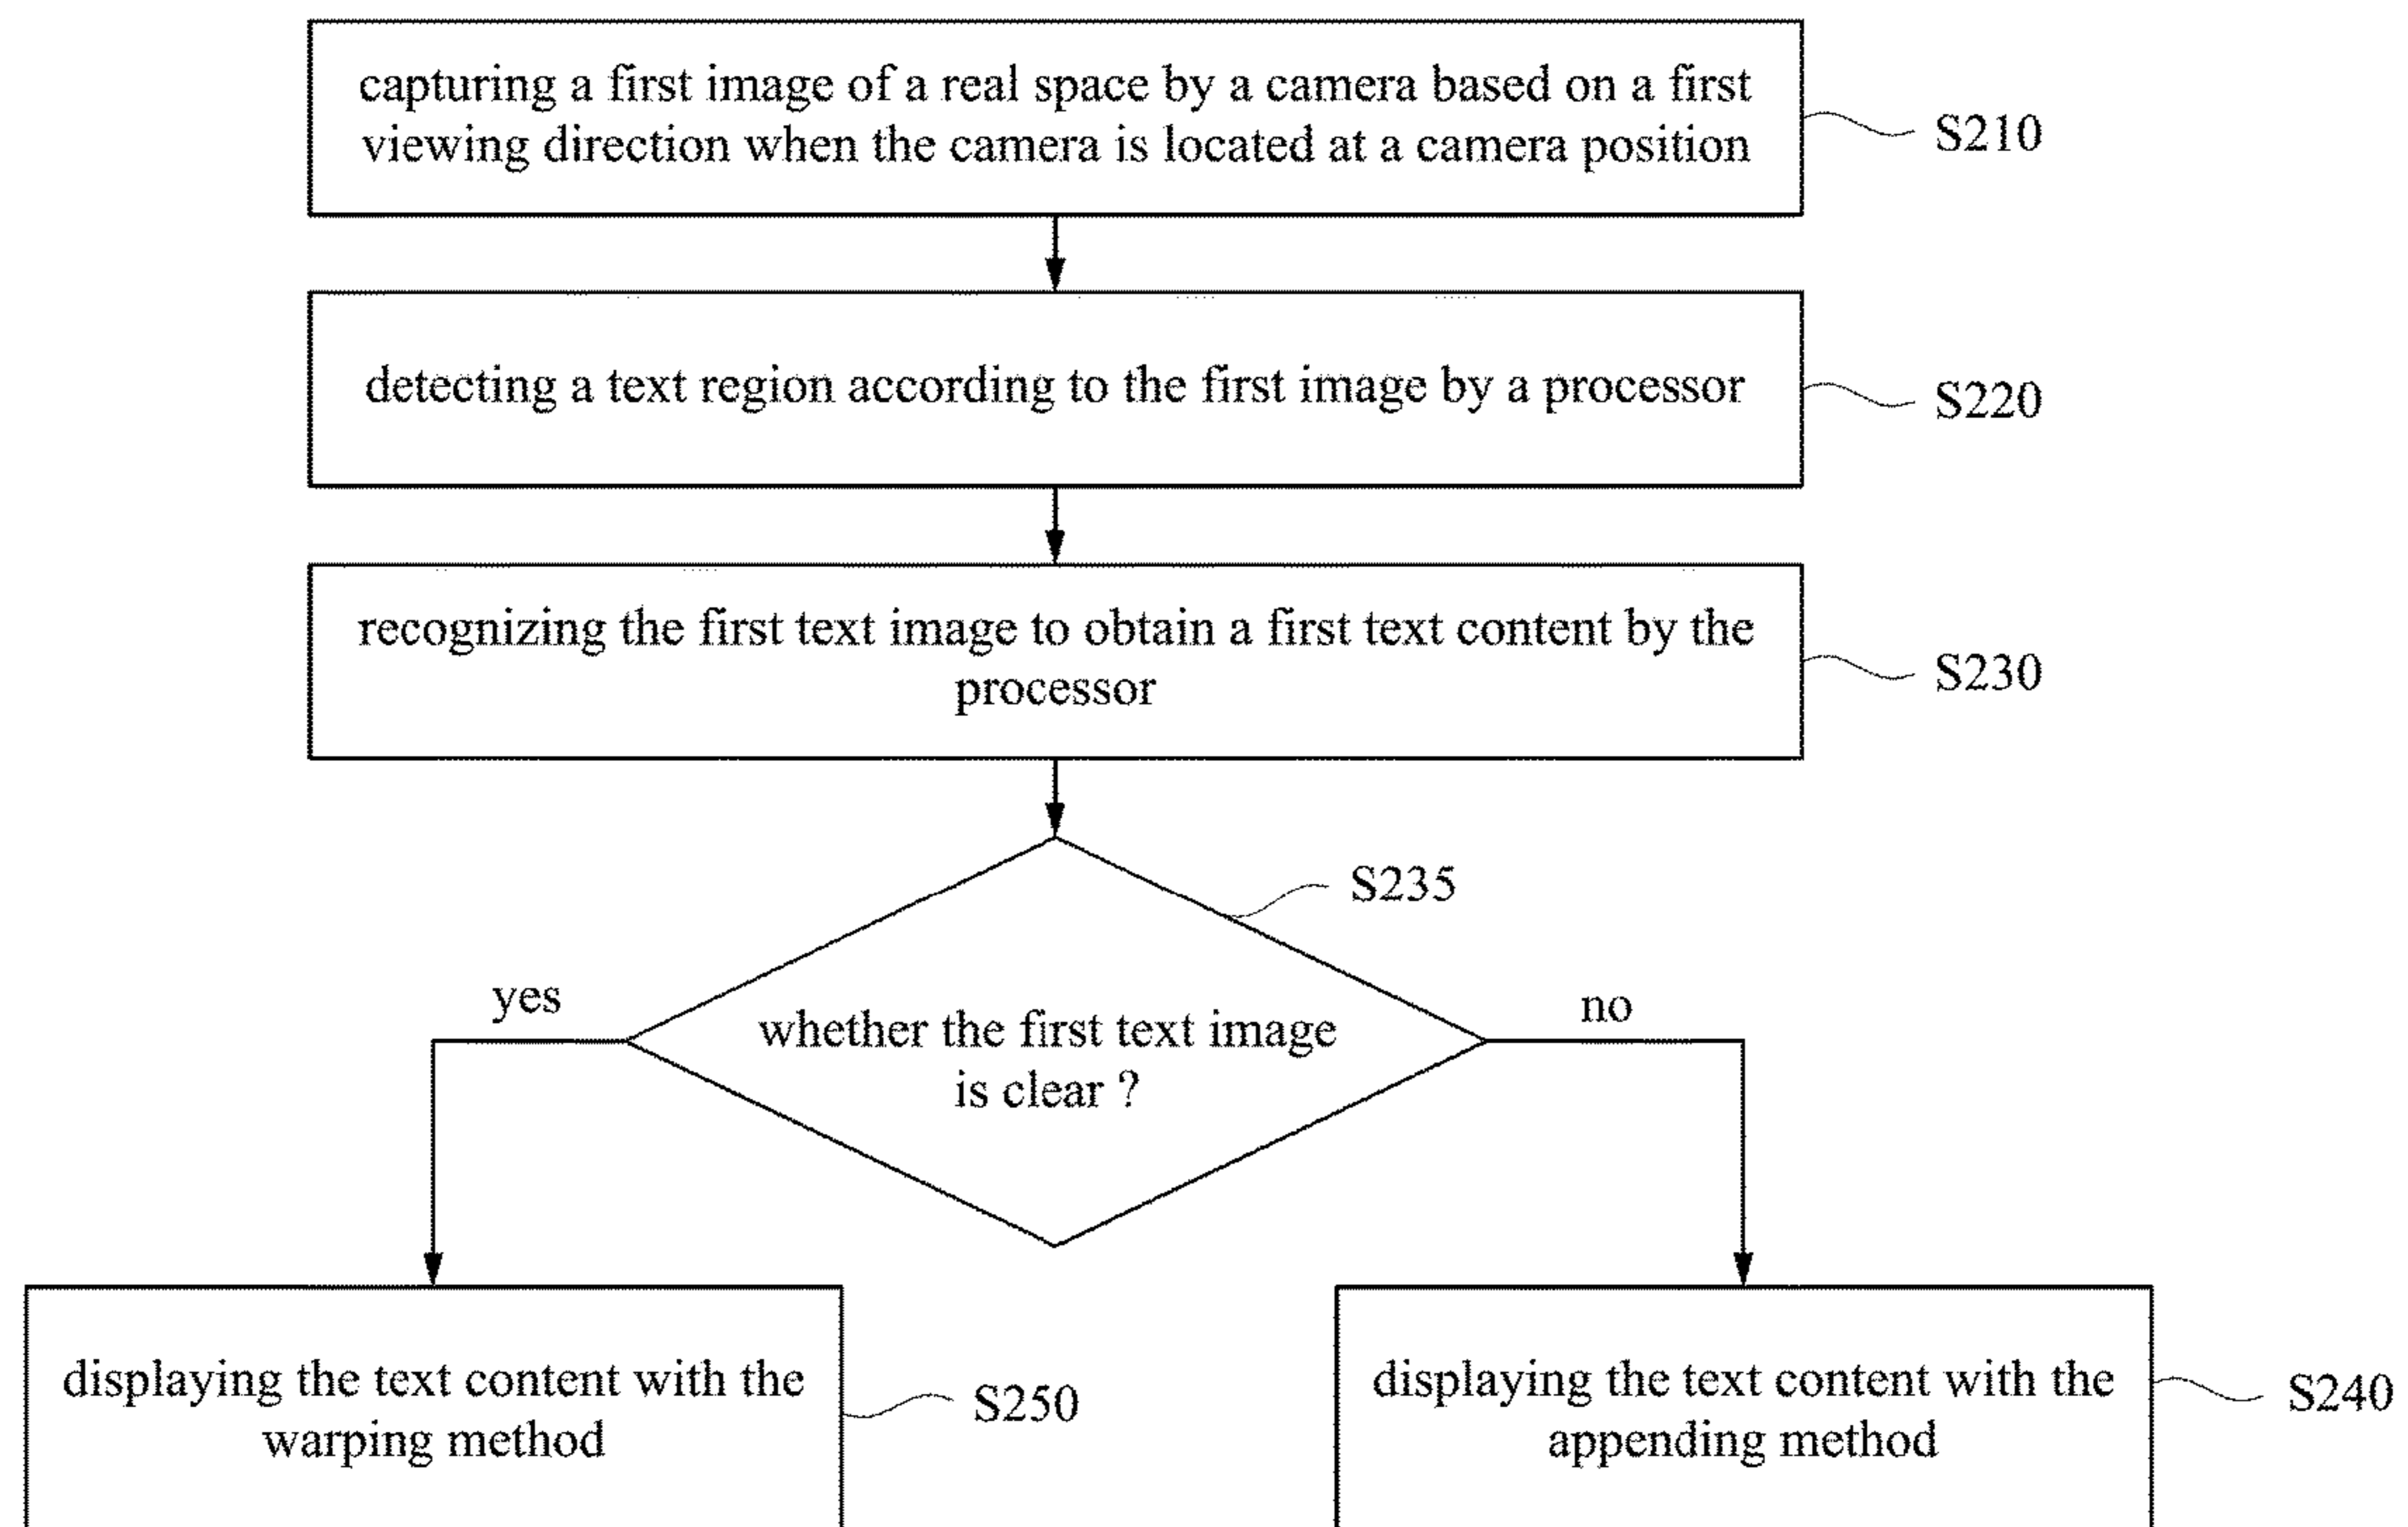 capturing a first image of a real space by a camera based on a first
viewing direction when the camera is located at a camera position
S210
detecting a text region according to the first image by a processor
S220
recognizing the first text image to obtain a first text content by the
processor
S230
S235
yes
no
whether the first text image
is clear ?
displaying the text content with the
warping method
S250
displaying the text content with the
appending method
S240